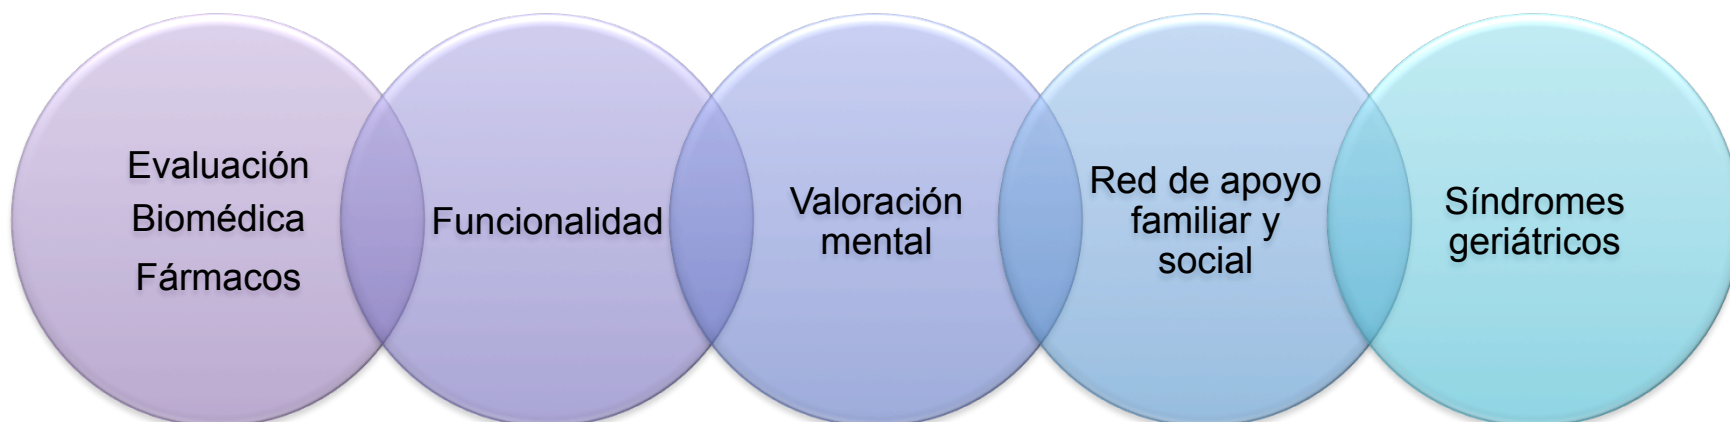 Evaluación
Biomédica
Fármacos
Funcionalidad
Valoración
mental
Red de apoyo
familiar y
social
Síndromes
geriátricos